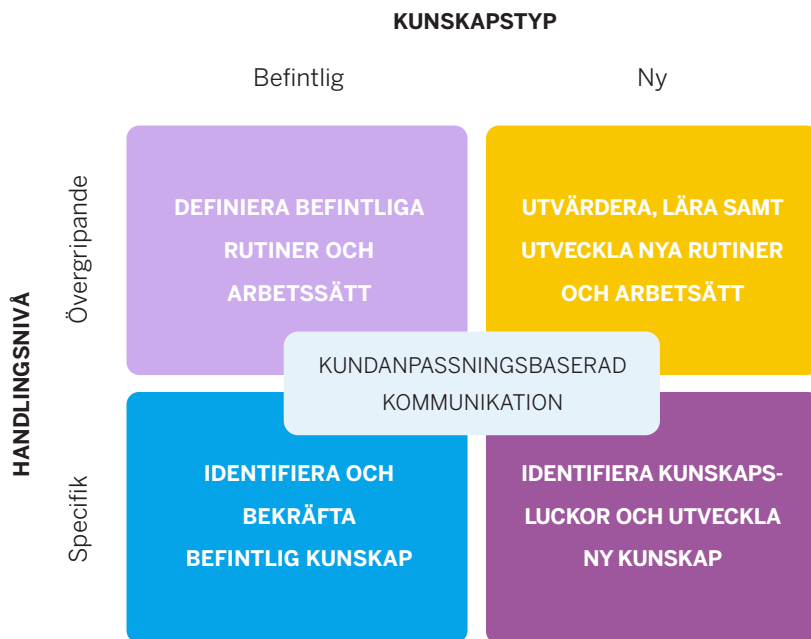 KUNSKAPSTYP
Befintlig
Ny
HANDLINGSNIVÅ
Övergripande
DEFINIERA BEFINTLIGA
RUTINER OCH
ARBETSSÄTT
UTVÄRDERA, LÄRA SAMT
UTVECKLA NYA RUTINER
OCH ARBETSÄTT
KUNDANPASSNINGSBASERAD
KOMMUNIKATION
Specifik
IDENTIFIERA OCH
BEKRÄFTA
BEFINTLIG KUNSKAP
IDENTIFIERA KUNSKAPS-
LUCKOR OCH UTVECKLA
NY KUNSKAP